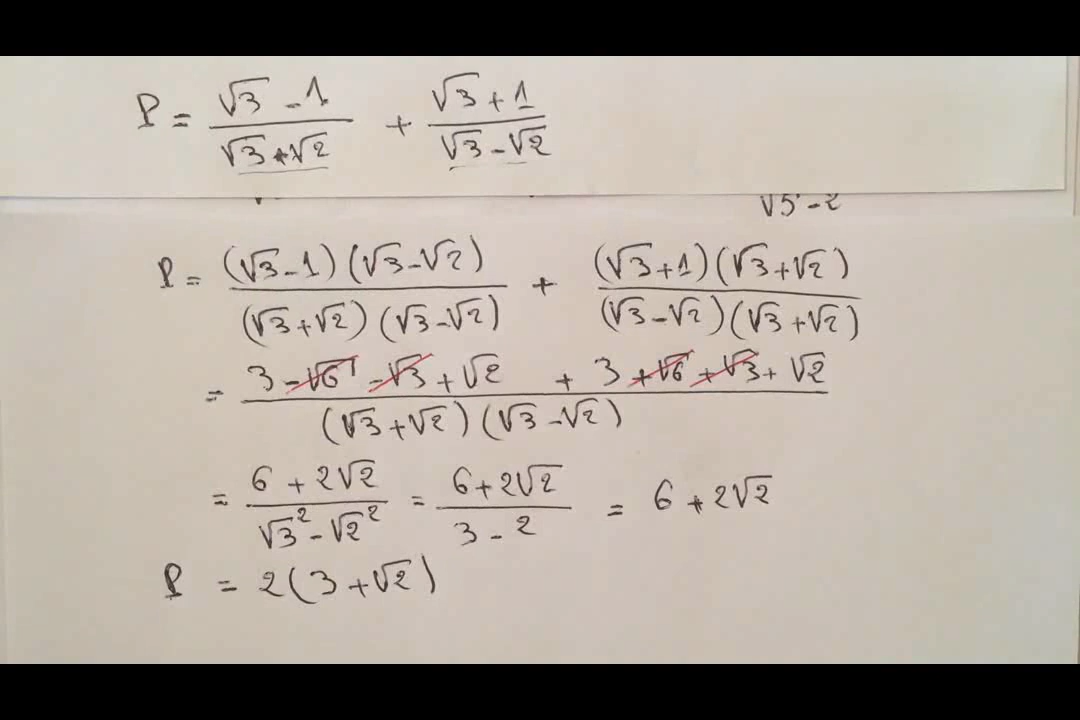 P = (√3 - 1)/(√3 + √2) + (√3 + 1)/(√3 - √2)
√5 - 2
P = ((√3 - 1)(√3 - √2))/((√3 + √2)(√3 - √2)) + ((√3 + 1)(√3 + √2))/((√3 - √2)(√3 + √2))
= (3 - √6 - √3 + √2 + 3 + √6 + √3 + √2)/((√3 + √2)(√3 - √2))
= (6 + 2√2)/(√3² - √2²) = (6 + 2√2)/(3 - 2) = 6 + 2√2
P = 2(3 + √2)